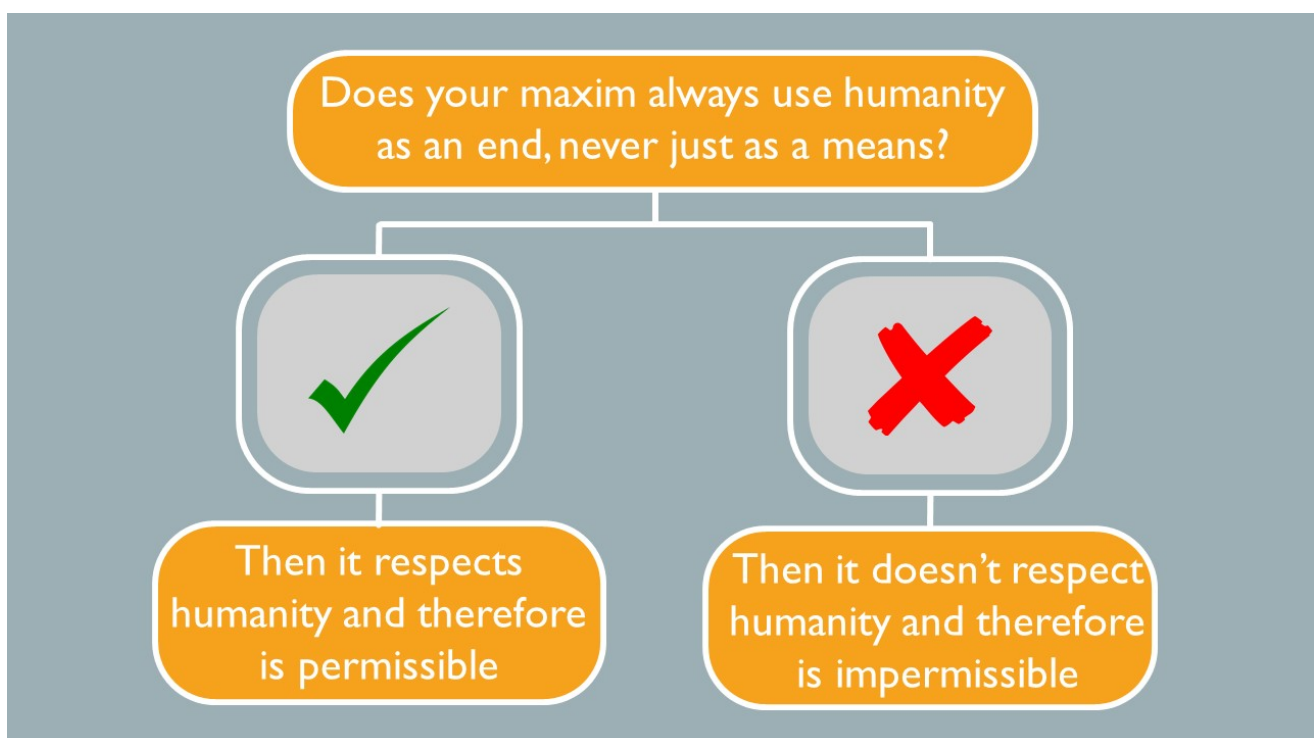 Does your maxim always use humanity
as an end, never just as a means?
Then it respects
humanity and therefore
is permissible
Then it doesn’t respect
humanity and therefore
is impermissible